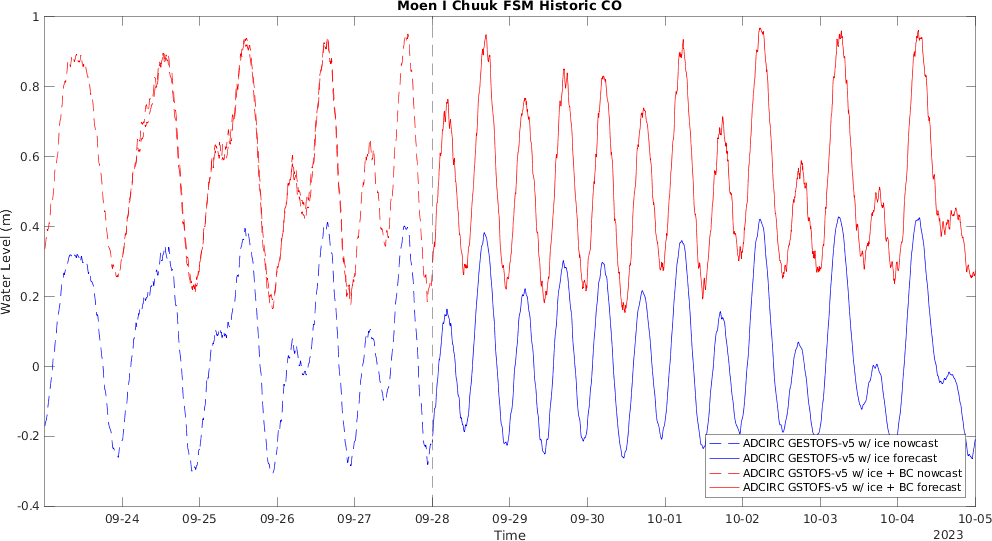 Moen I Chuuk FSM Historic CO
Water Level (m)
1
0.8
0.6
0.4
0.2
0
-0.2
-0.4
ADCIRC GESTOFS-v5 w/ ice nowcast
ADCIRC GESTOFS-v5 w/ ice forecast
ADCIRC GSTOFS-v5 w/ ice + BC nowcast
ADCIRC GSTOFS-v5 w/ ice + BC forecast
09-24 09-25 09-26 09-27 09-28 09-29 09-30 10-01 10-02 10-03 10-04 10-05
Time
2023